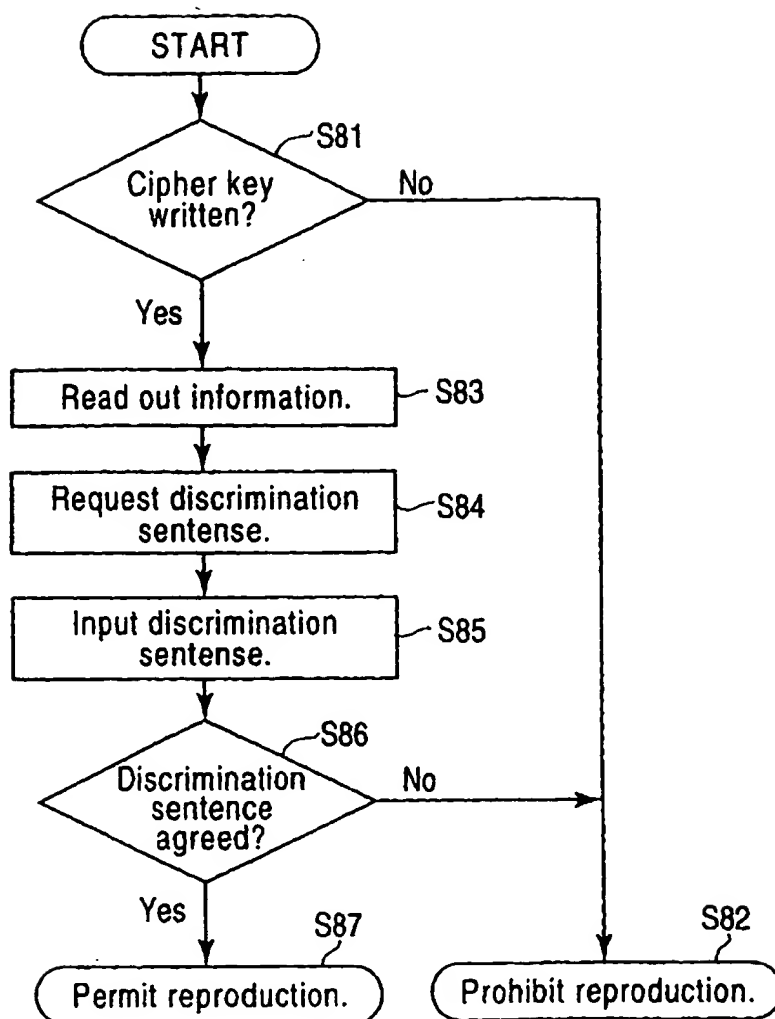 START
S81
Cipher key
written?
No
Yes
Read out information.
S83
Request discrimination
sentense.
S84
Input discrimination
sentense.
S85
S86
Discrimination
sentence
agreed?
No
Yes
S87
Permit reproduction.
S82
Prohibit reproduction.